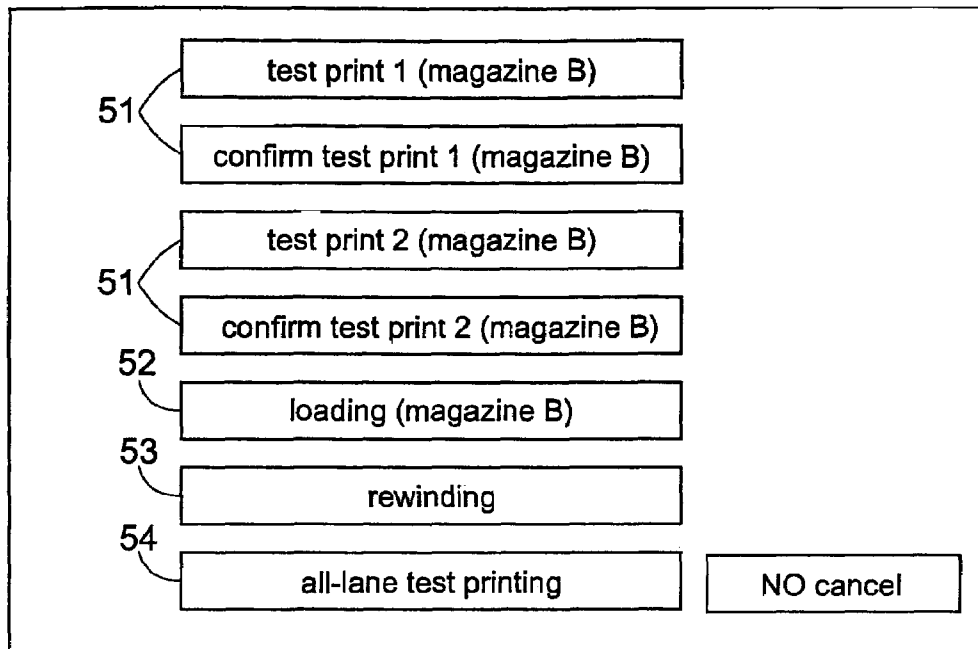 test print 1 (magazine B)
51
confirm test print 1 (magazine B)
test print 2 (magazine B)
51
confirm test print 2 (magazine B)
52
loading (magazine B)
53
rewinding
54
all-lane test printing
NO cancel